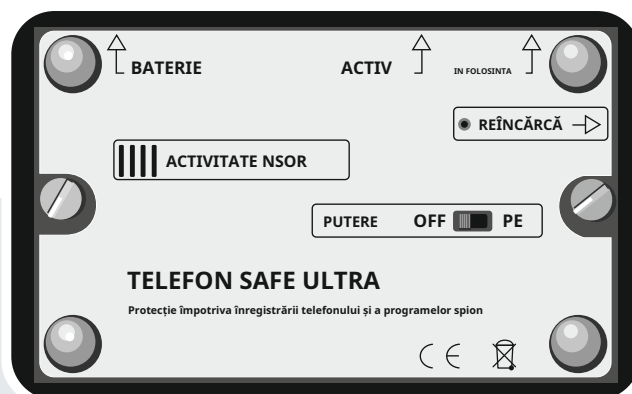 BATERIE ACTIV IN FOLOSINTA
REÎNCĂRCĂ
ACTIVITATE NSOR
PUTERE OFF PE
TELEFON SAFE ULTRA
Protecție împotriva înregistrării telefonului și a programelor spion
CE